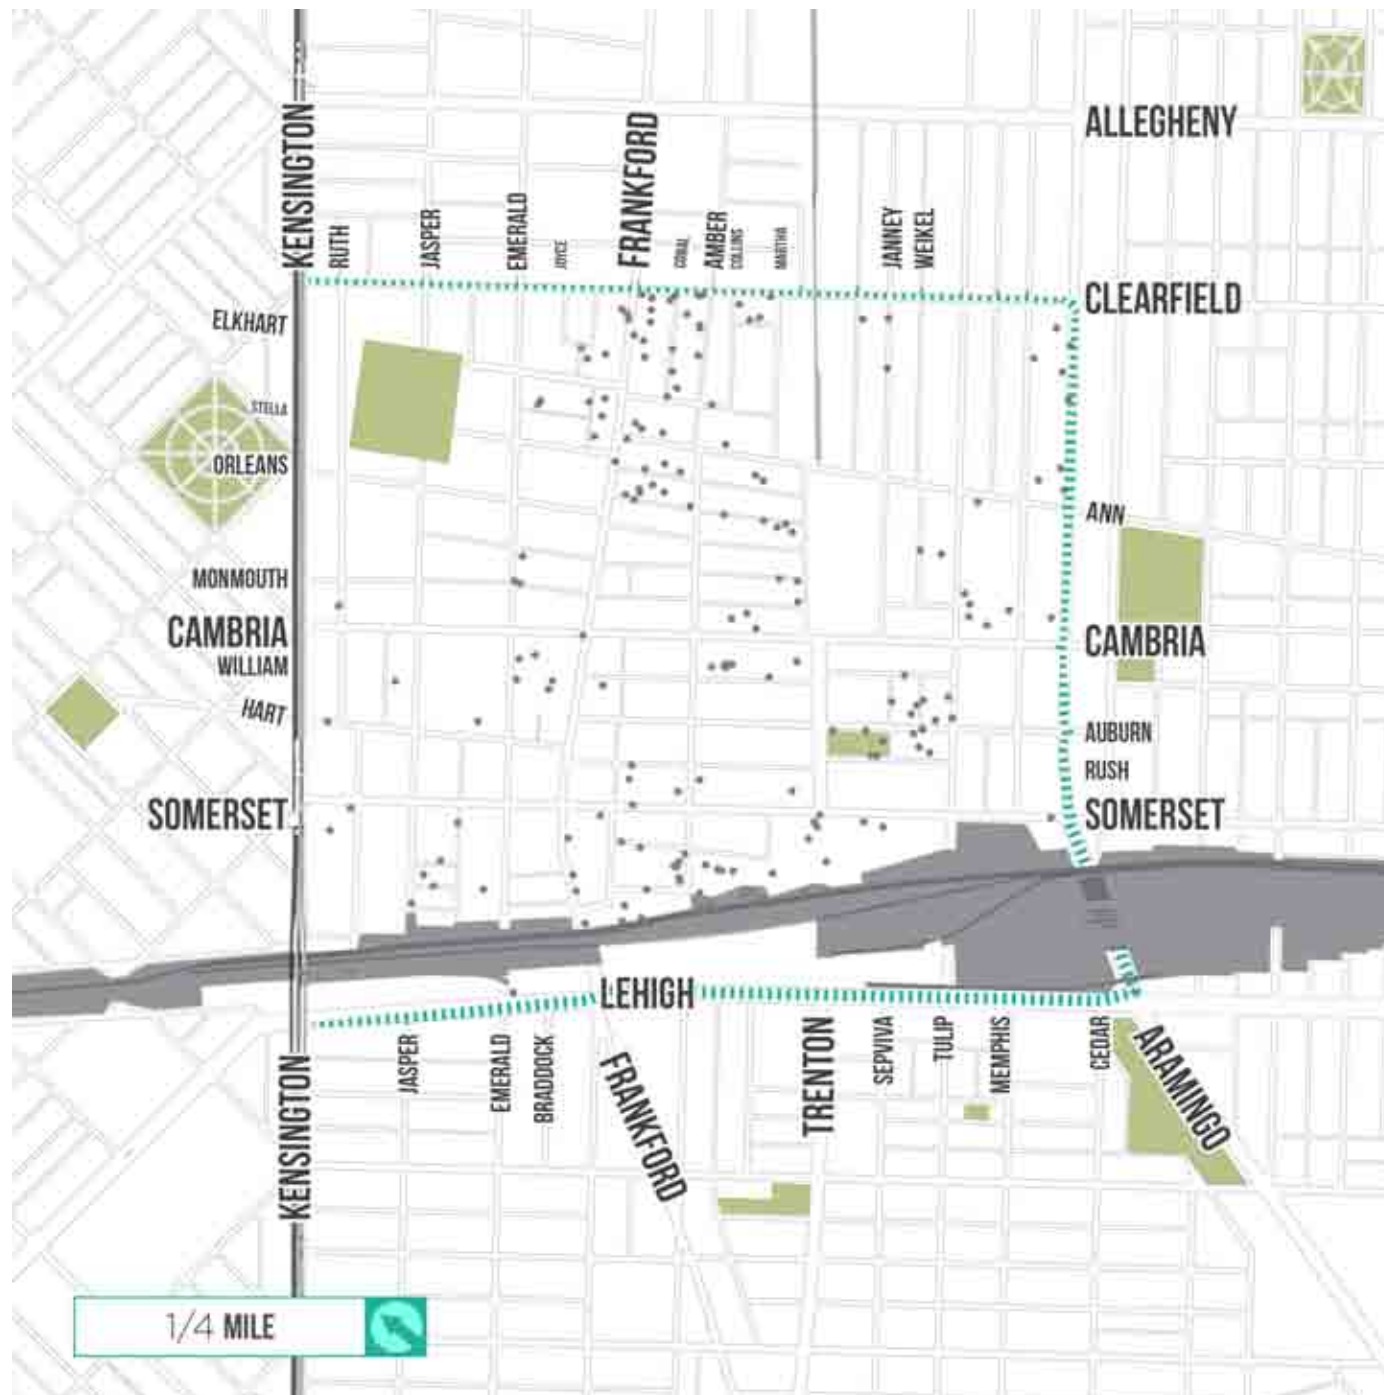 ALLEGHENY
KENSINGTON
RUTH
JASPER
EMERALD
JOYCE
FRANKFORD
CORAL
AMBER
COLLINS
MARTHA
JANNEY
WEIKEL
CLEARFIELD
ELKHART
STELLA
ORLEANS
ANN
MONMOUTH
CAMBRIA
CAMBRIA
WILLIAM
HART
AUBURN
RUSH
SOMERSET
SOMERSET
LEHIGH
KENSINGTON
JASPER
EMERALD
BRADDOCK
FRANKFORD
TRENTON
SEPVIVA
TULIP
MEMPHIS
CEDAR
ARAMINGO
1/4 MILE